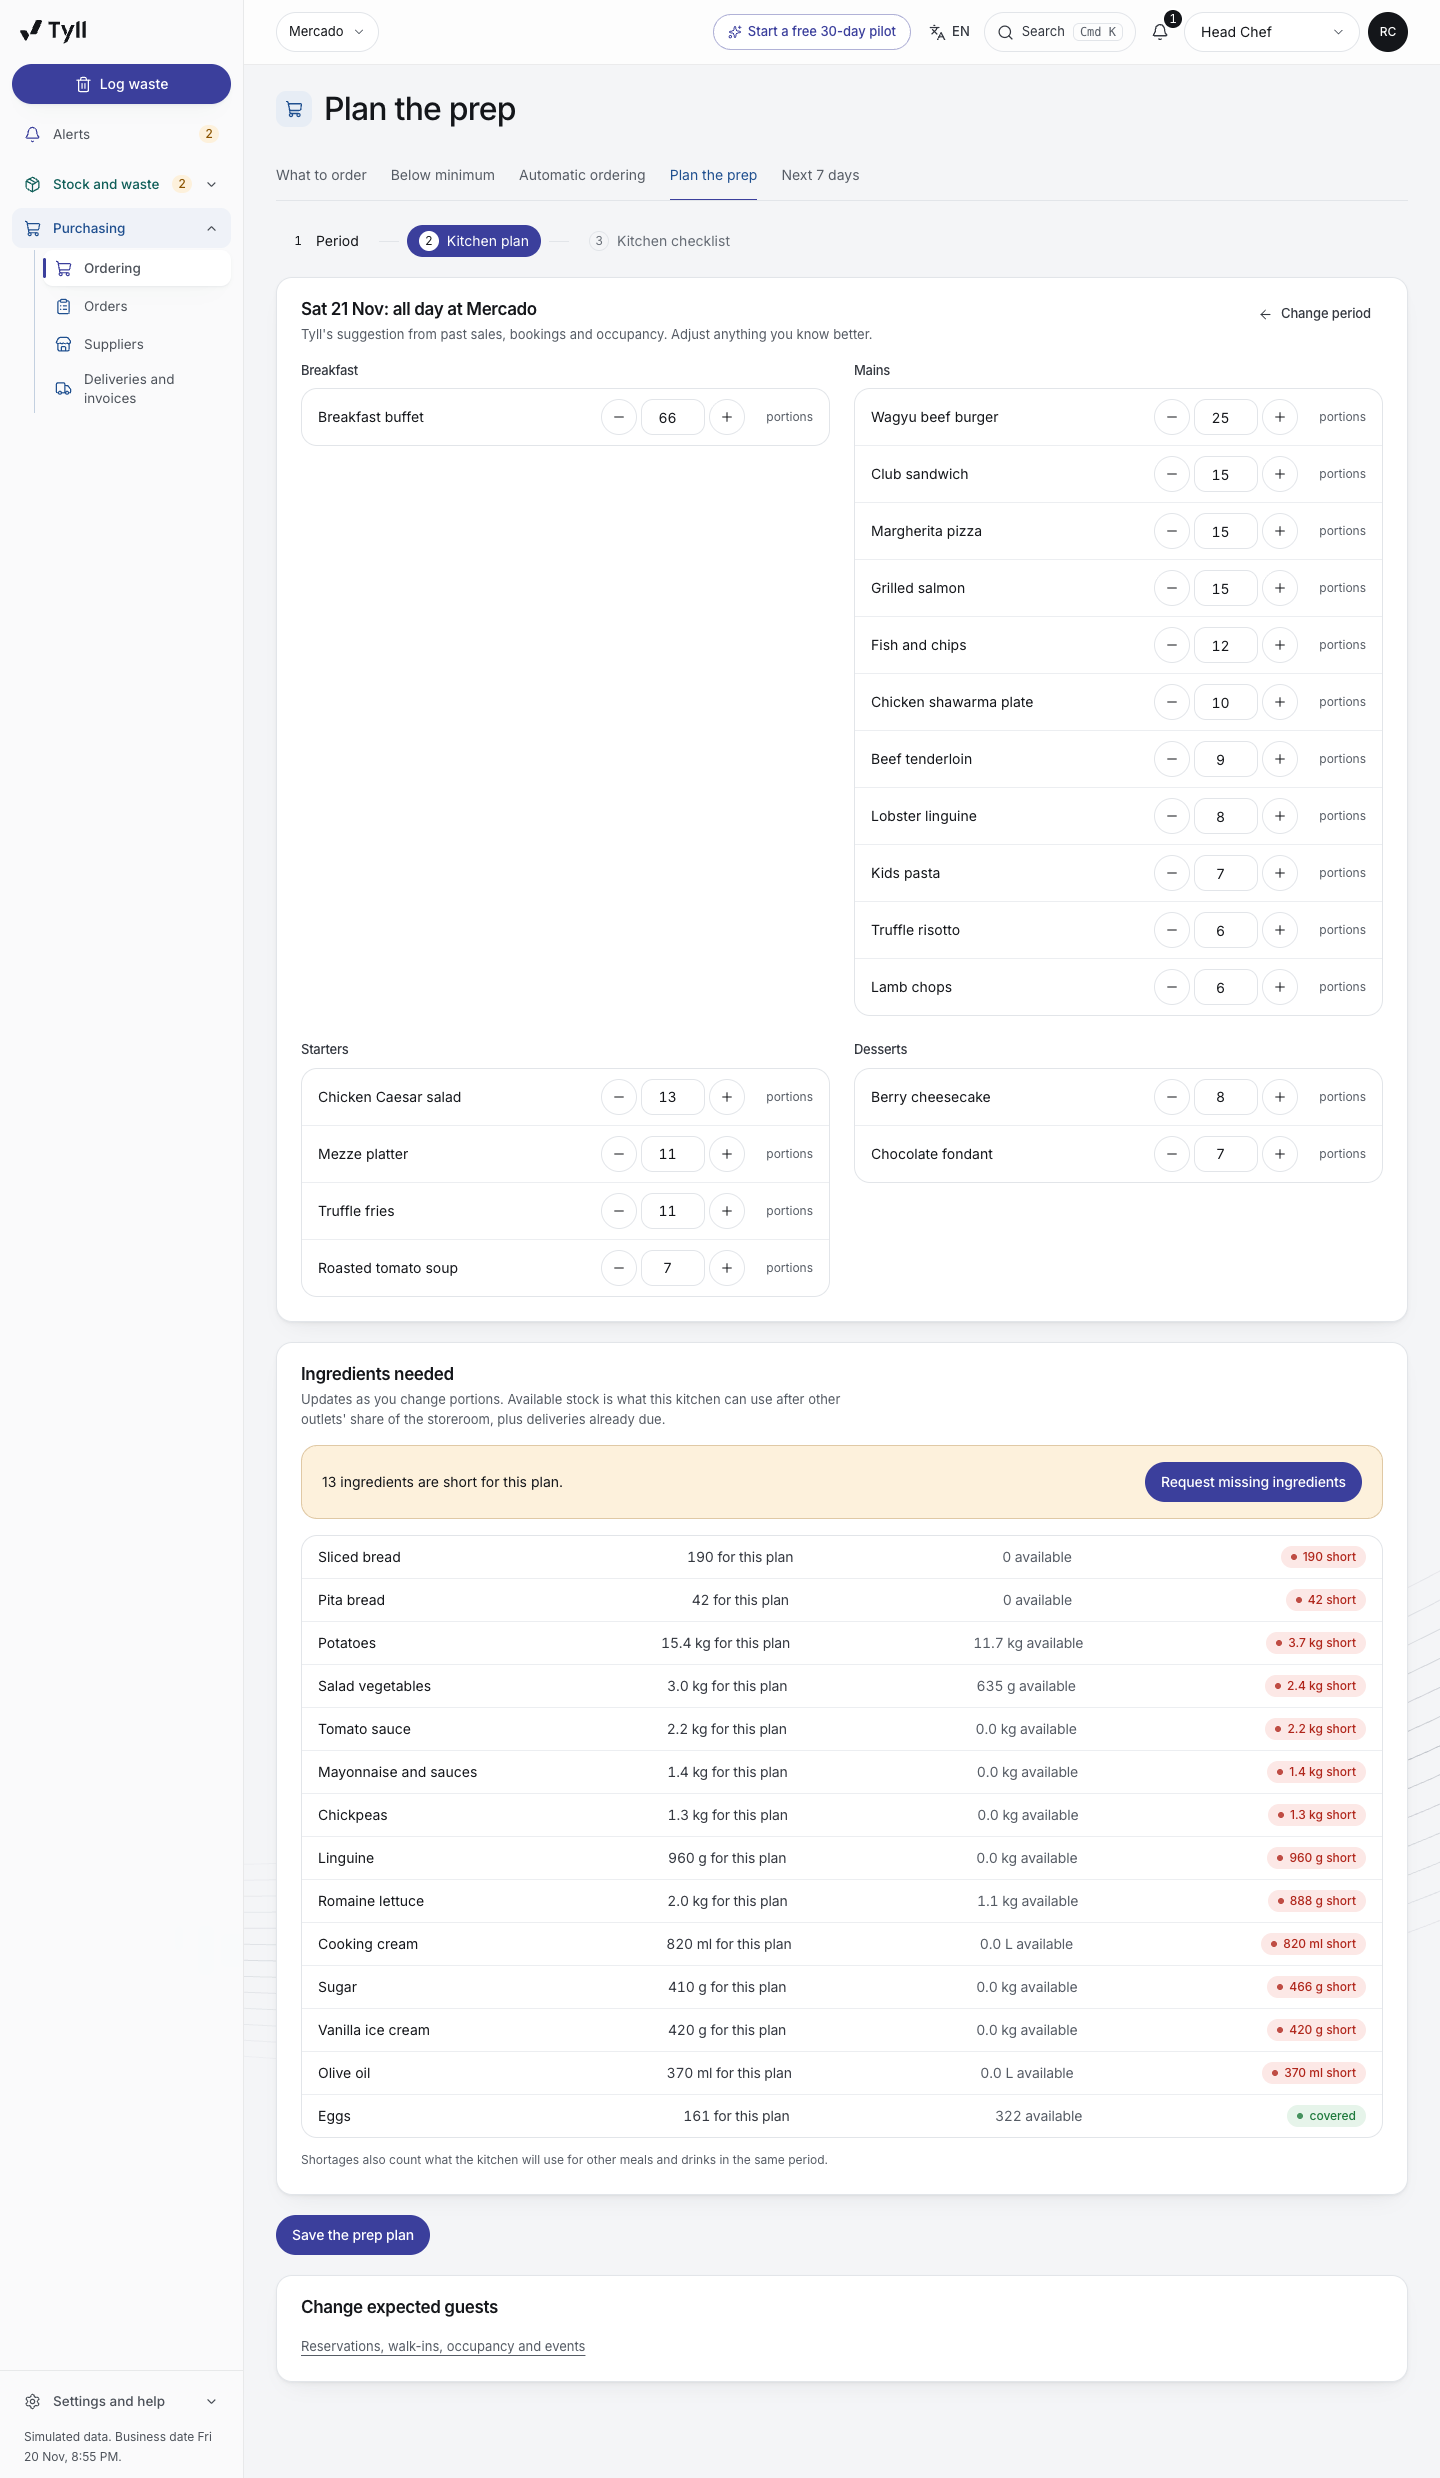 Tyll
Mercado
Start a free 30-day pilot
EN
Search Cmd K
1
Head Chef
RC
Log waste
Alerts 2
Stock and waste 2
Purchasing
Ordering
Orders
Suppliers
Deliveries and
invoices
Plan the prep
What to order
Below minimum
Automatic ordering
Plan the prep
Next 7 days
1 Period
2 Kitchen plan
3 Kitchen checklist
Sat 21 Nov: all day at Mercado
Change period
Tyll's suggestion from past sales, bookings and occupancy. Adjust anything you know better.
Breakfast
Breakfast buffet − 66 + portions
Mains
Wagyu beef burger − 25 + portions
Club sandwich − 15 + portions
Margherita pizza − 15 + portions
Grilled salmon − 15 + portions
Fish and chips − 12 + portions
Chicken shawarma plate − 10 + portions
Beef tenderloin − 9 + portions
Lobster linguine − 8 + portions
Kids pasta − 7 + portions
Truffle risotto − 6 + portions
Lamb chops − 6 + portions
Starters
Chicken Caesar salad − 13 + portions
Mezze platter − 11 + portions
Truffle fries − 11 + portions
Roasted tomato soup − 7 + portions
Desserts
Berry cheesecake − 8 + portions
Chocolate fondant − 7 + portions
Ingredients needed
Updates as you change portions. Available stock is what this kitchen can use after other
outlets' share of the storeroom, plus deliveries already due.
13 ingredients are short for this plan.
Request missing ingredients
Sliced bread 190 for this plan 0 available 190 short
Pita bread 42 for this plan 0 available 42 short
Potatoes 15.4 kg for this plan 11.7 kg available 3.7 kg short
Salad vegetables 3.0 kg for this plan 635 g available 2.4 kg short
Tomato sauce 2.2 kg for this plan 0.0 kg available 2.2 kg short
Mayonnaise and sauces 1.4 kg for this plan 0.0 kg available 1.4 kg short
Chickpeas 1.3 kg for this plan 0.0 kg available 1.3 kg short
Linguine 960 g for this plan 0.0 kg available 960 g short
Romaine lettuce 2.0 kg for this plan 1.1 kg available 888 g short
Cooking cream 820 ml for this plan 0.0 L available 820 ml short
Sugar 410 g for this plan 0.0 kg available 466 g short
Vanilla ice cream 420 g for this plan 0.0 kg available 420 g short
Olive oil 370 ml for this plan 0.0 L available 370 ml short
Eggs 161 for this plan 322 available covered
Shortages also count what the kitchen will use for other meals and drinks in the same period.
Save the prep plan
Change expected guests
Reservations, walk-ins, occupancy and events
Settings and help
Simulated data. Business date Fri
20 Nov, 8:55 PM.